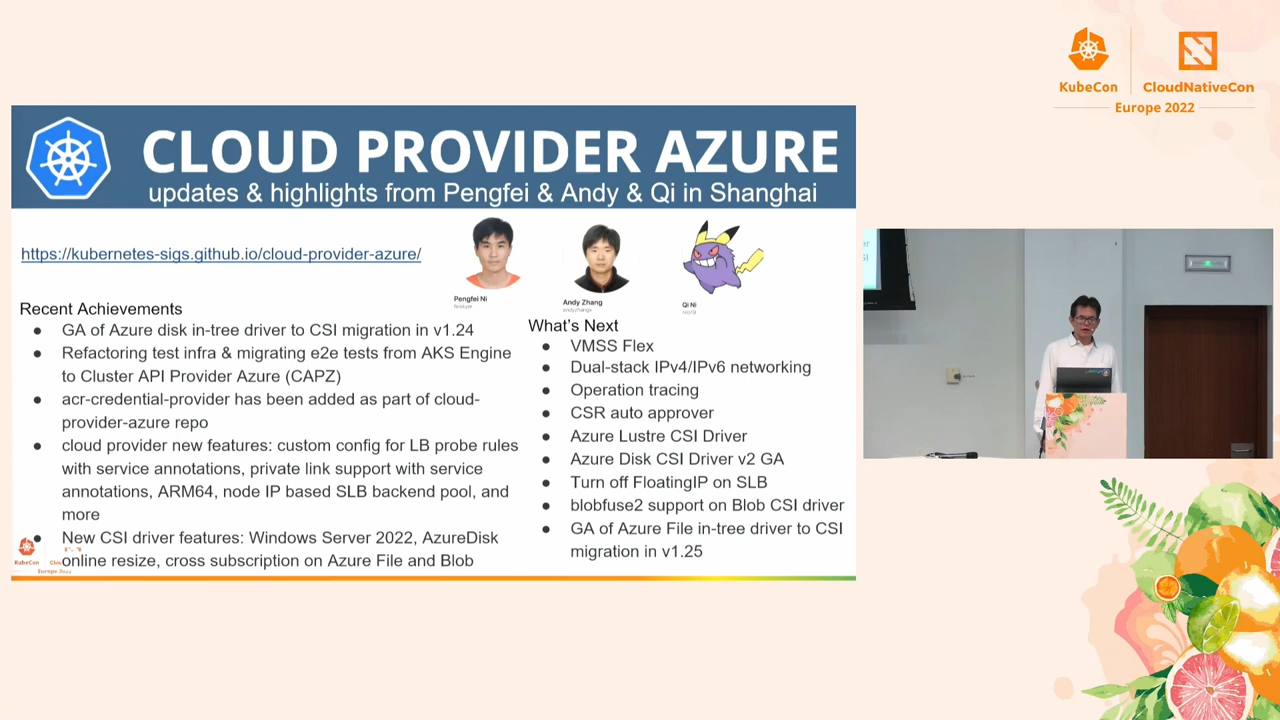 KubeCon
CloudNativeCon
Europe 2022
CLOUD PROVIDER AZURE
updates & highlights from Pengfei & Andy & Qi in Shanghai
https://kubernetes-sigs.github.io/cloud-provider-azure/
Pengfei Ni
feiskyer
Andy Zhang
andyzhangx
Qi Ni
nilo19
Recent Achievements
● GA of Azure disk in-tree driver to CSI migration in v1.24
● Refactoring test infra & migrating e2e tests from AKS Engine
to Cluster API Provider Azure (CAPZ)
● acr-credential-provider has been added as part of cloud-
provider-azure repo
● cloud provider new features: custom config for LB probe rules
with service annotations, private link support with service
annotations, ARM64, node IP based SLB backend pool, and
more
● New CSI driver features: Windows Server 2022, AzureDisk
online resize, cross subscription on Azure File and Blob
What's Next
● VMSS Flex
● Dual-stack IPv4/IPv6 networking
● Operation tracing
● CSR auto approver
● Azure Lustre CSI Driver
● Azure Disk CSI Driver v2 GA
● Turn off FloatingIP on SLB
● blobfuse2 support on Blob CSI driver
● GA of Azure File in-tree driver to CSI
migration in v1.25
KubeCon